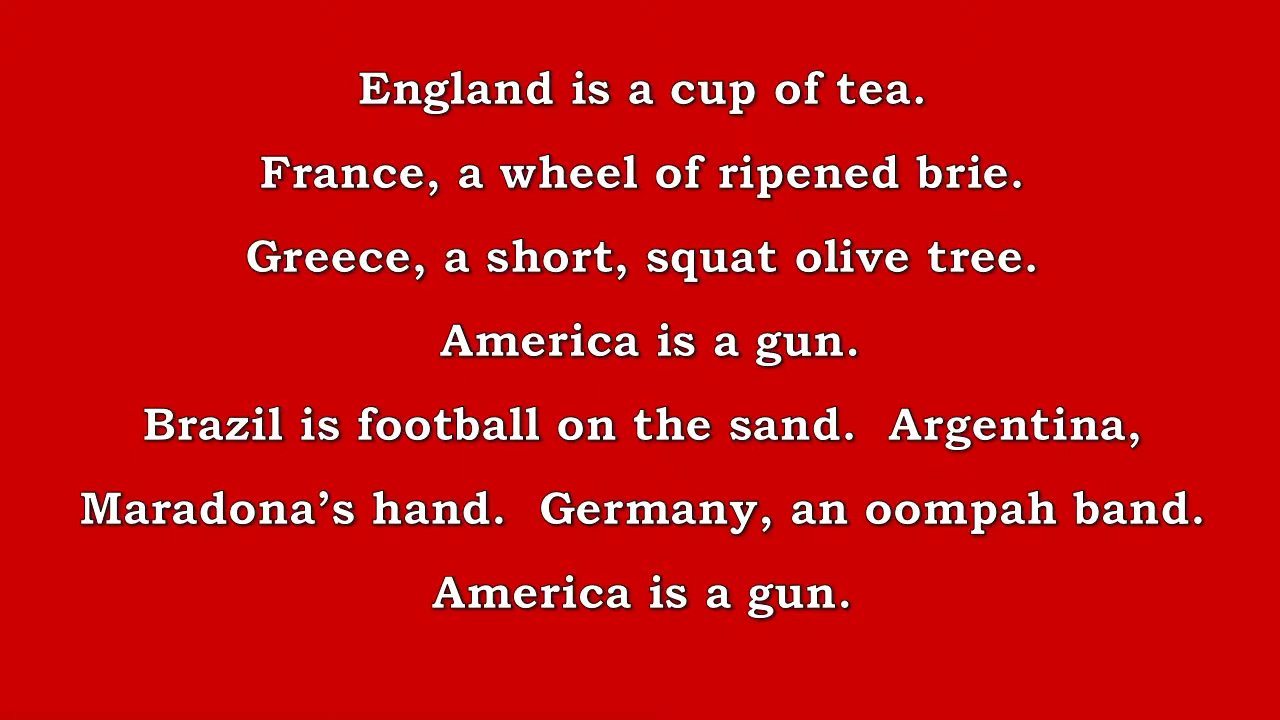 England is a cup of tea.
France, a wheel of ripened brie.
Greece, a short, squat olive tree.
America is a gun.
Brazil is football on the sand.  Argentina,
Maradona’s hand.  Germany, an oompah band.
America is a gun.